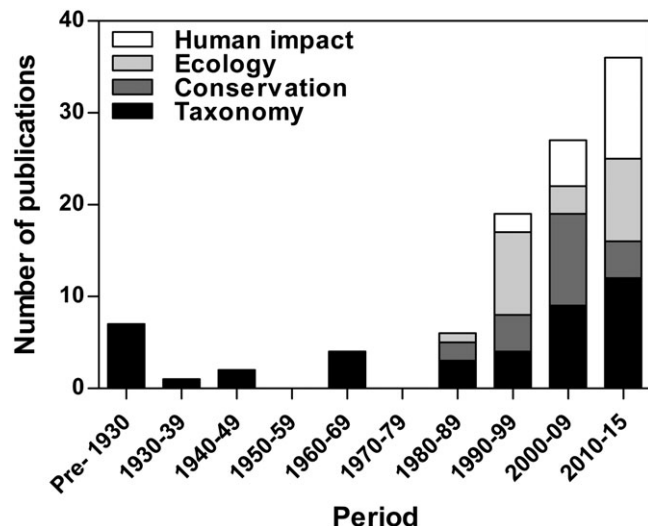 40
30
20
10
0
Number of publications
Human impact
Ecology
Conservation
Taxonomy
Pre- 1930
1930-39
1940-49
1950-59
1960-69
1970-79
1980-89
1990-99
2000-09
2010-15
Period